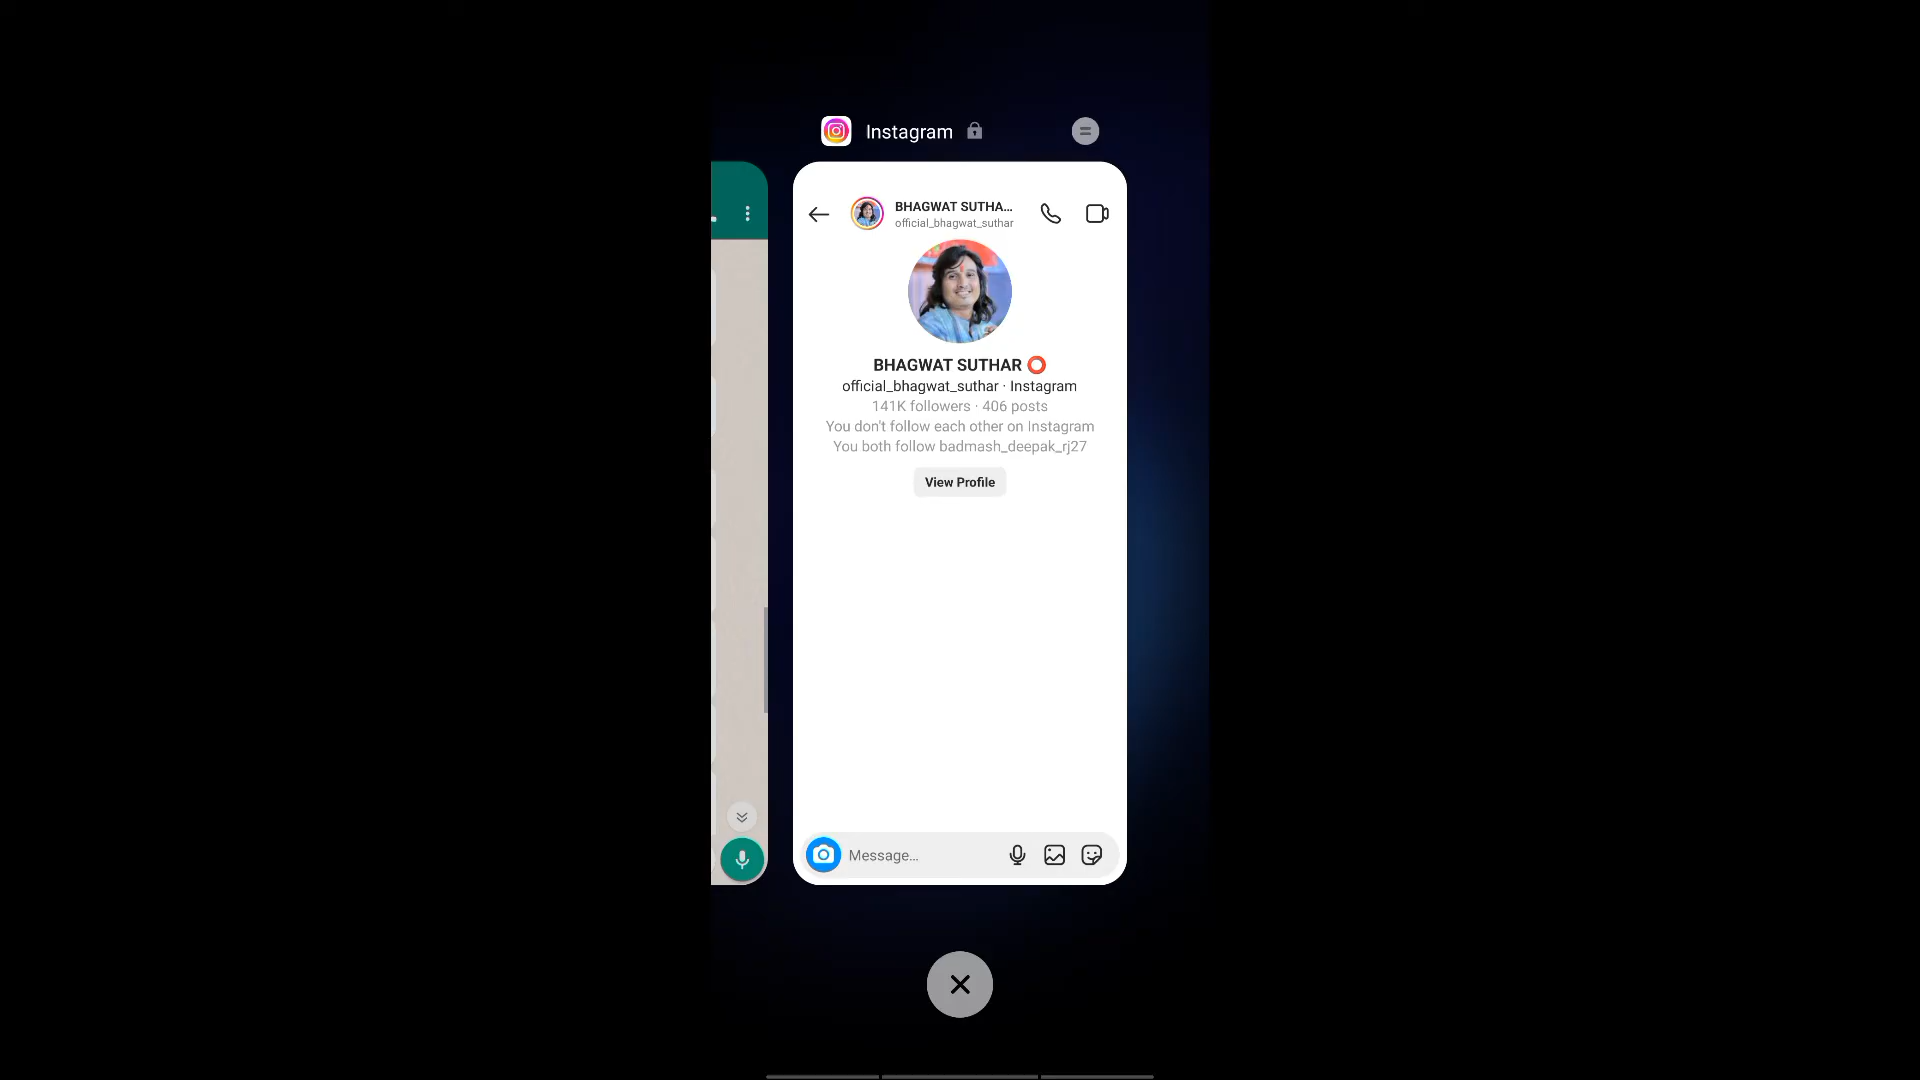 Instagram
BHAGWAT SUTHA...
official_bhagwat_suthar
BHAGWAT SUTHAR ⭕
official_bhagwat_suthar · Instagram
141K followers · 406 posts
You don't follow each other on Instagram
You both follow badmash_deepak_rj27
View Profile
Message...